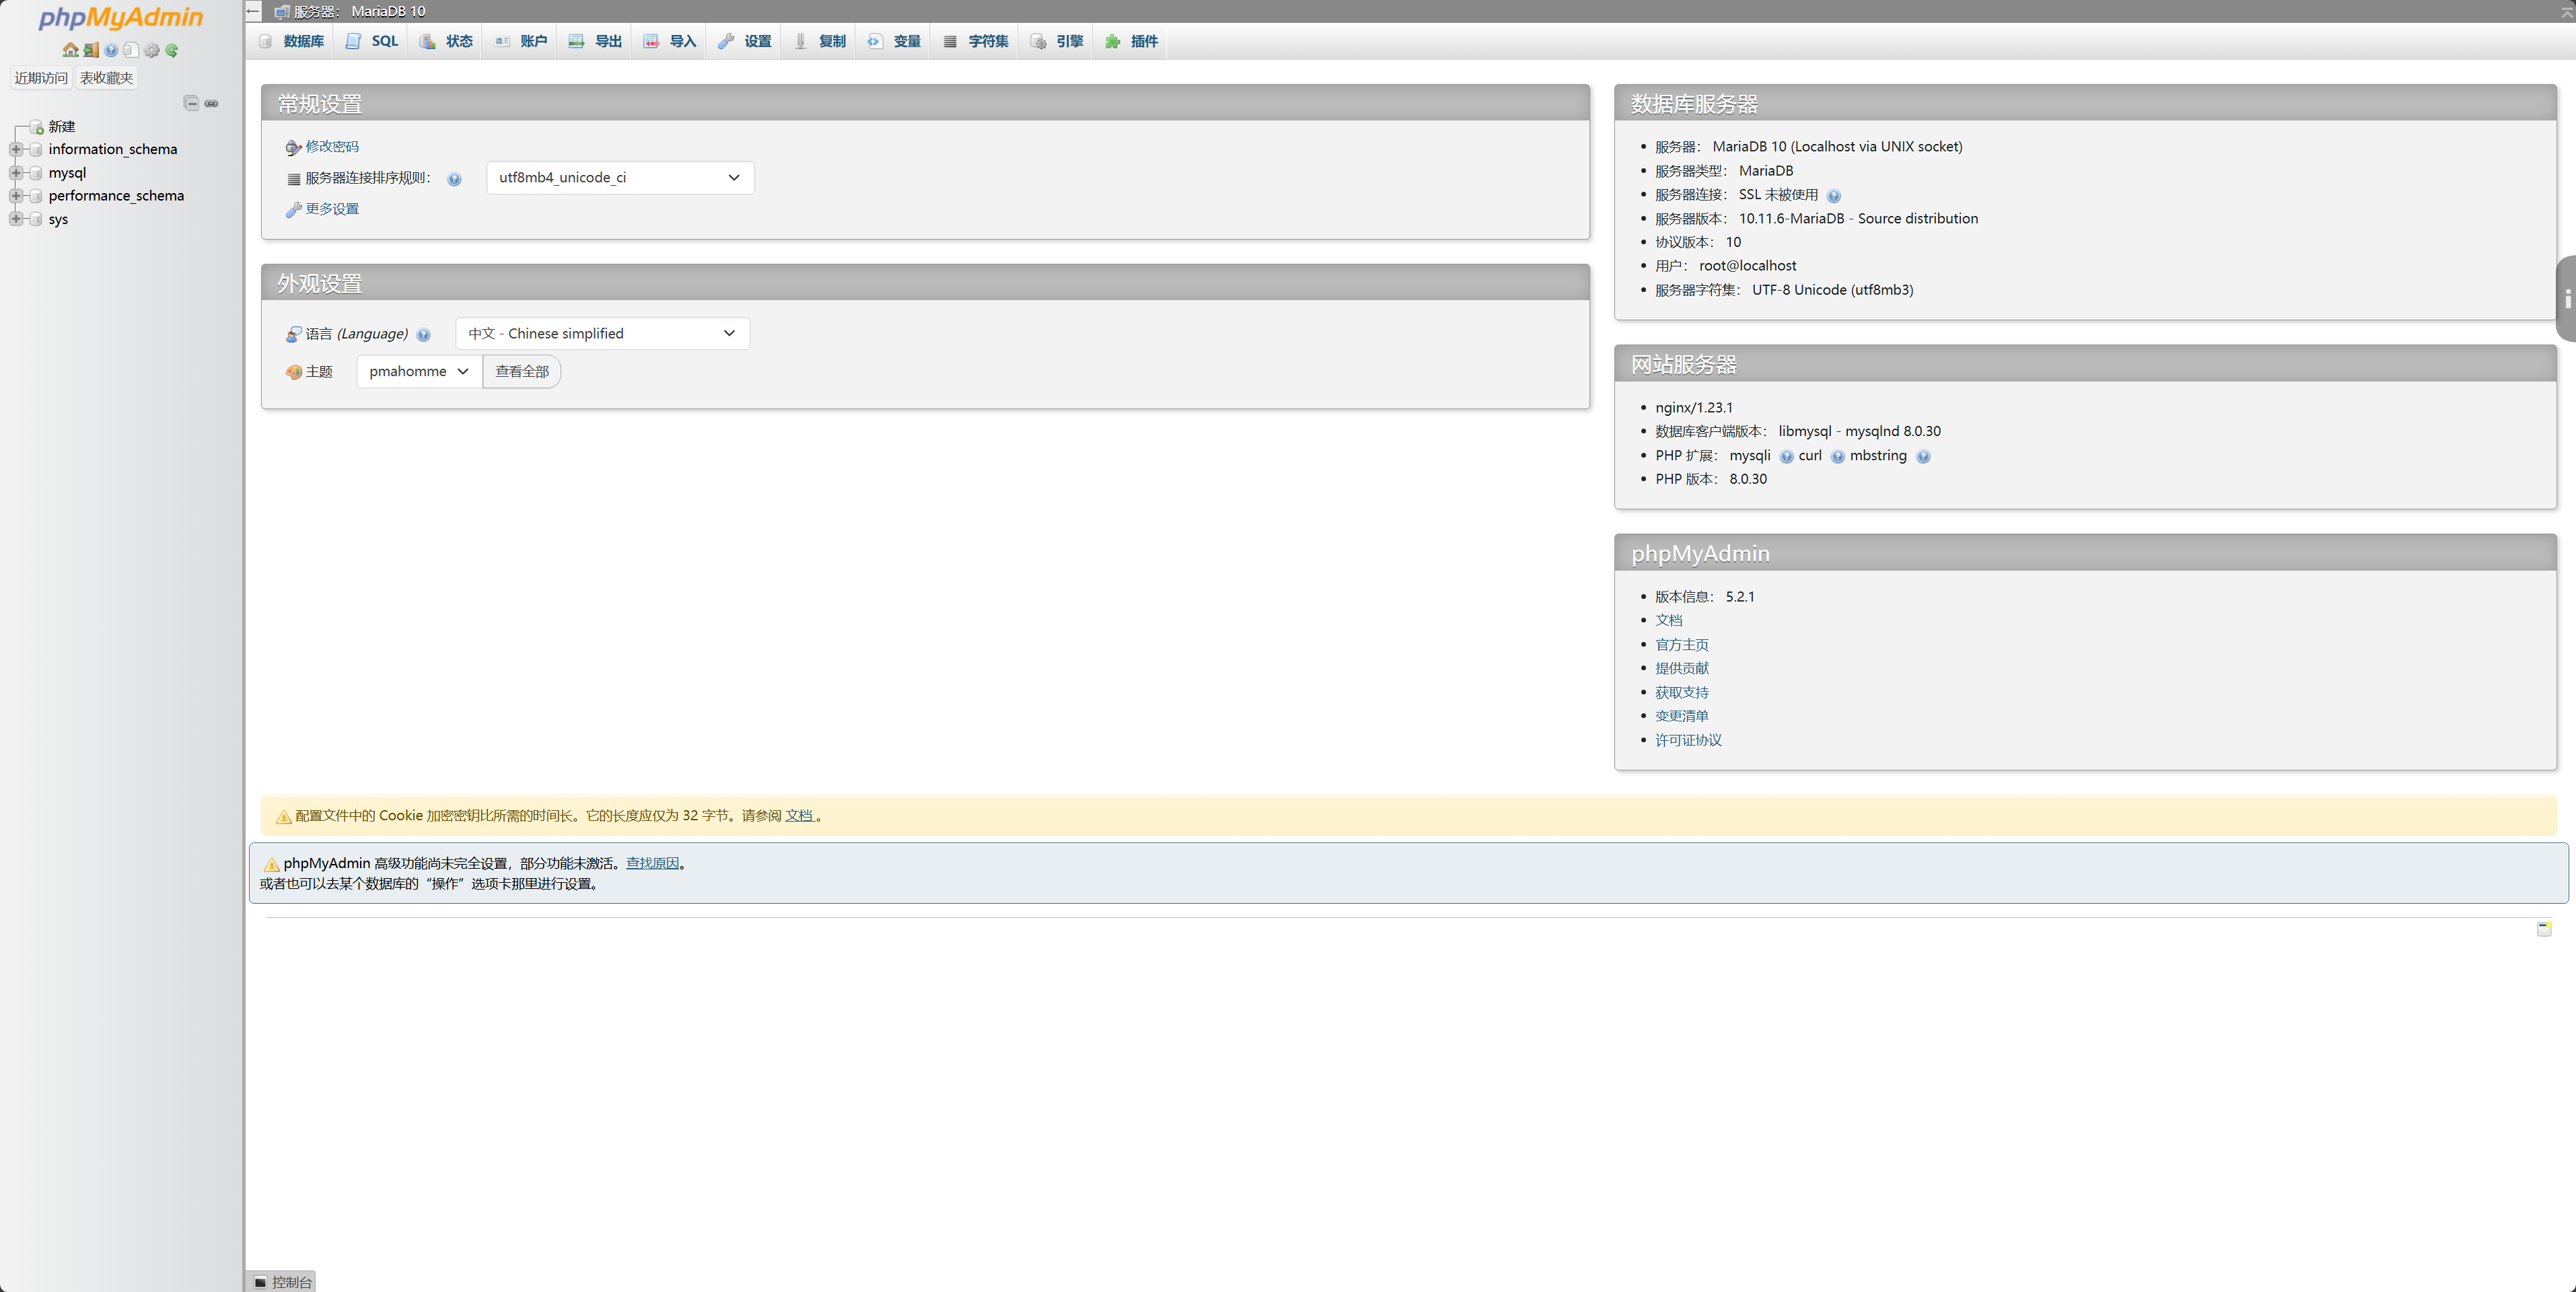 phpMyAdmin
近期访问 表收藏夹
新建
information_schema
mysql
performance_schema
sys
服务器： MariaDB 10
数据库 SQL 状态 账户 导出 导入 设置 复制 变量 字符集 引擎 插件
常规设置
修改密码
服务器连接排序规则： utf8mb4_unicode_ci
更多设置
外观设置
语言 (Language) 中文 - Chinese simplified
主题 pmahomme 查看全部
数据库服务器
服务器： MariaDB 10 (Localhost via UNIX socket)
服务器类型： MariaDB
服务器连接： SSL 未被使用
服务器版本： 10.11.6-MariaDB - Source distribution
协议版本： 10
用户： root@localhost
服务器字符集： UTF-8 Unicode (utf8mb3)
网站服务器
nginx/1.23.1
数据库客户端版本： libmysql - mysqlnd 8.0.30
PHP 扩展： mysqli curl mbstring
PHP 版本： 8.0.30
phpMyAdmin
版本信息： 5.2.1
文档
官方主页
提供贡献
获取支持
变更清单
许可证协议
配置文件中的 Cookie 加密密钥比所需的时间长。它的长度应仅为 32 字节。请参阅 文档 。
phpMyAdmin 高级功能尚未完全设置，部分功能未激活。查找原因。
或者也可以去某个数据库的“操作”选项卡那里进行设置。
控制台